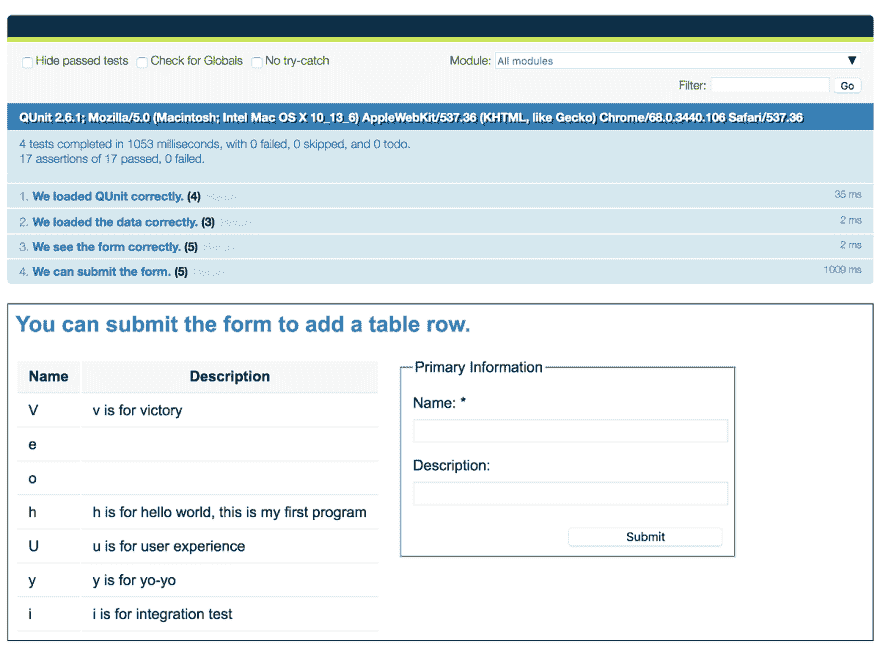 Hide passed tests Check for Globals No try-catch Module: All modules
Filter: Go
QUnit 2.6.1; Mozilla/5.0 (Macintosh; Intel Mac OS X 10_13_6) AppleWebKit/537.36 (KHTML, like Gecko) Chrome/68.0.3440.106 Safari/537.36
4 tests completed in 1053 milliseconds, with 0 failed, 0 skipped, and 0 todo.
17 assertions of 17 passed, 0 failed.
1. We loaded QUnit correctly. (4) 35 ms
2. We loaded the data correctly. (3) 2 ms
3. We see the form correctly. (5) 2 ms
4. We can submit the form. (5) 1009 ms
You can submit the form to add a table row.
Name Description
V v is for victory
e
o
h h is for hello world, this is my first program
U u is for user experience
y y is for yo-yo
i i is for integration test
Primary Information
Name: *
Description:
Submit